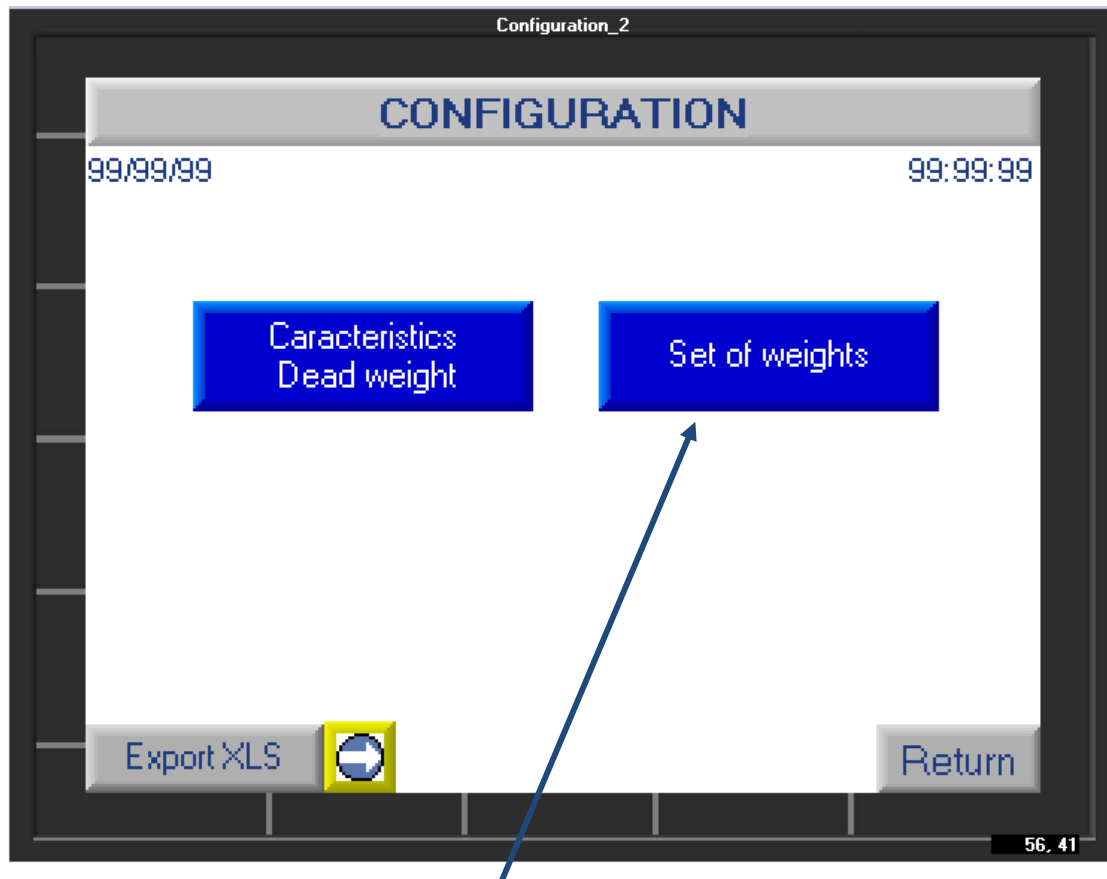 Configuration_2
CONFIGURATION
99/99/99
99:99:99
Caracteristics
Dead weight
Set of weights
Export XLS
Return
56, 41